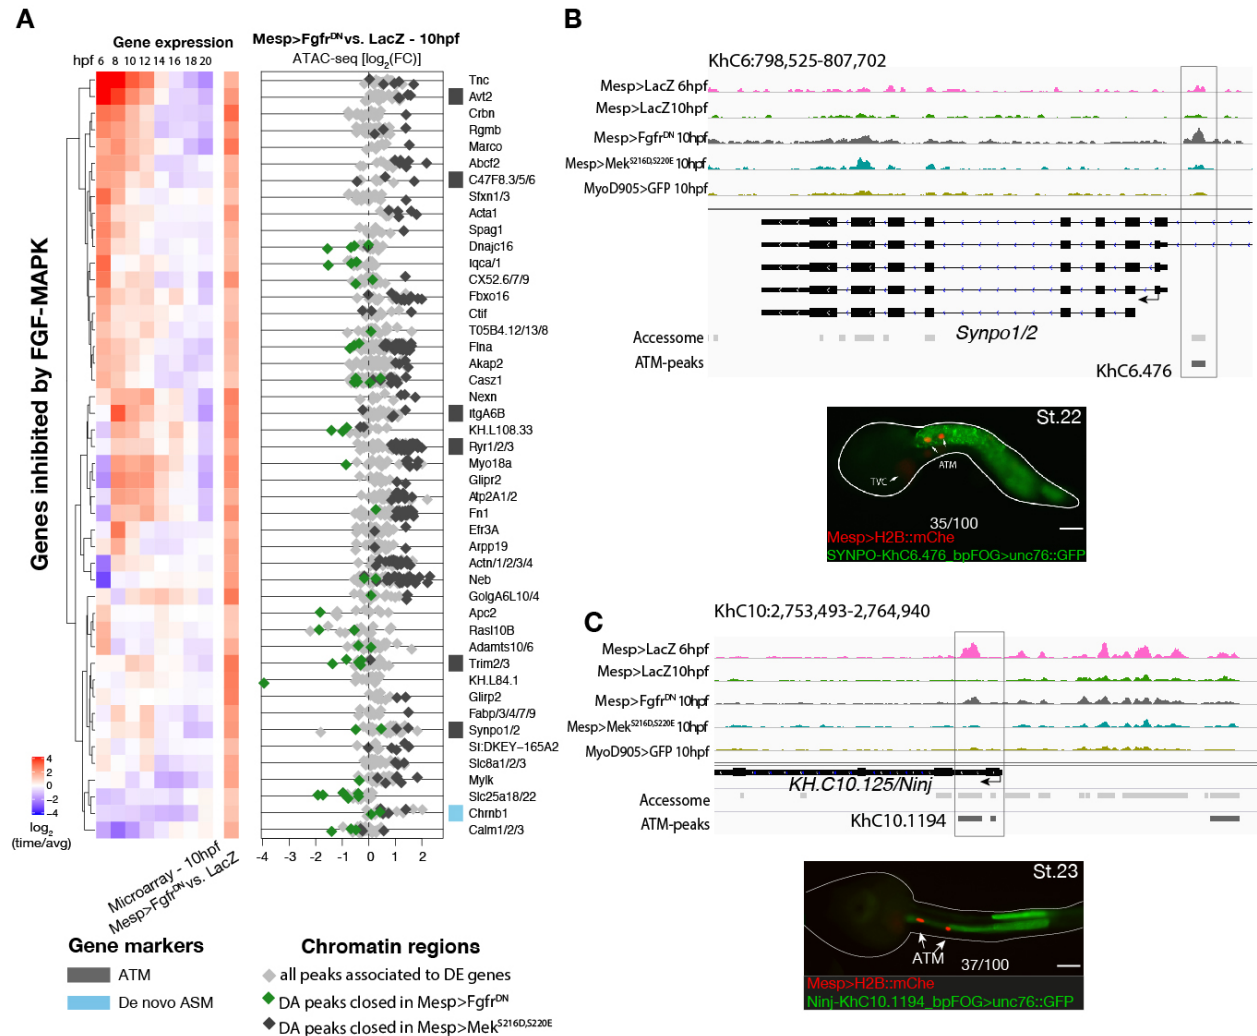 A
Gene expression
hpf 6 8 10 12 14 16 18 20
Mesp>FgfrDN vs. LacZ - 10hpf
ATAC-seq [log2(FC)]
Genes inhibited by FGF-MAPK
Tnc
Avt2
Crbn
Rgmb
Marco
Abcf2
C47F8.3/5/6
Sfxn1/3
Acta1
Spag1
Dnajc16
Iqca/1
CX52.6/7/9
Fbxo16
Ctif
T05B4.12/13/8
Flna
Akap2
Casz1
Nexn
ItgA6B
KH.L108.33
Ryr1/2/3
Myo18a
Glipr2
Atp2A1/2
Fn1
Efr3A
Arpp19
Actn/1/2/3/4
Neb
GolgA6L10/4
Apc2
Rasl10B
Adamts10/6
Trim2/3
KH.L84.1
Glirp2
Fabp/3/4/7/9
Synpo1/2
SI:DKEY−165A2
Slc8a1/2/3
Mylk
Slc25a18/22
Chrnb1
Calm1/2/3
4
2
0
−2
−4
log2
(time/avg)
-4 -3 -2 -1 0 1 2
Microarray - 10hpf
Mesp>FgfrDN vs. LacZ
Gene markers
ATM
De novo ASM
Chromatin regions
all peaks associated to DE genes
DA peaks closed in Mesp>FgfrDN
DA peaks closed in Mesp>MekS216D,S220E
B
KhC6:798,525-807,702
Mesp>LacZ 6hpf
Mesp>LacZ10hpf
Mesp>FgfrDN 10hpf
Mesp>MekS216D,S220E 10hpf
MyoD905>GFP 10hpf
Synpo1/2
Accessome
ATM-peaks
KhC6.476
St.22
TVC
ATM
35/100
Mesp>H2B::mChe
SYNPO-KhC6.476_bpFOG>unc76::GFP
C
KhC10:2,753,493-2,764,940
Mesp>LacZ 6hpf
Mesp>LacZ10hpf
Mesp>FgfrDN 10hpf
Mesp>MekS216D,S220E 10hpf
MyoD905>GFP 10hpf
KH.C10.125/Ninj
Accessome
ATM-peaks
KhC10.1194
St.23
ATM
37/100
Mesp>H2B::mChe
Ninj-KhC10.1194_bpFOG>unc76::GFP